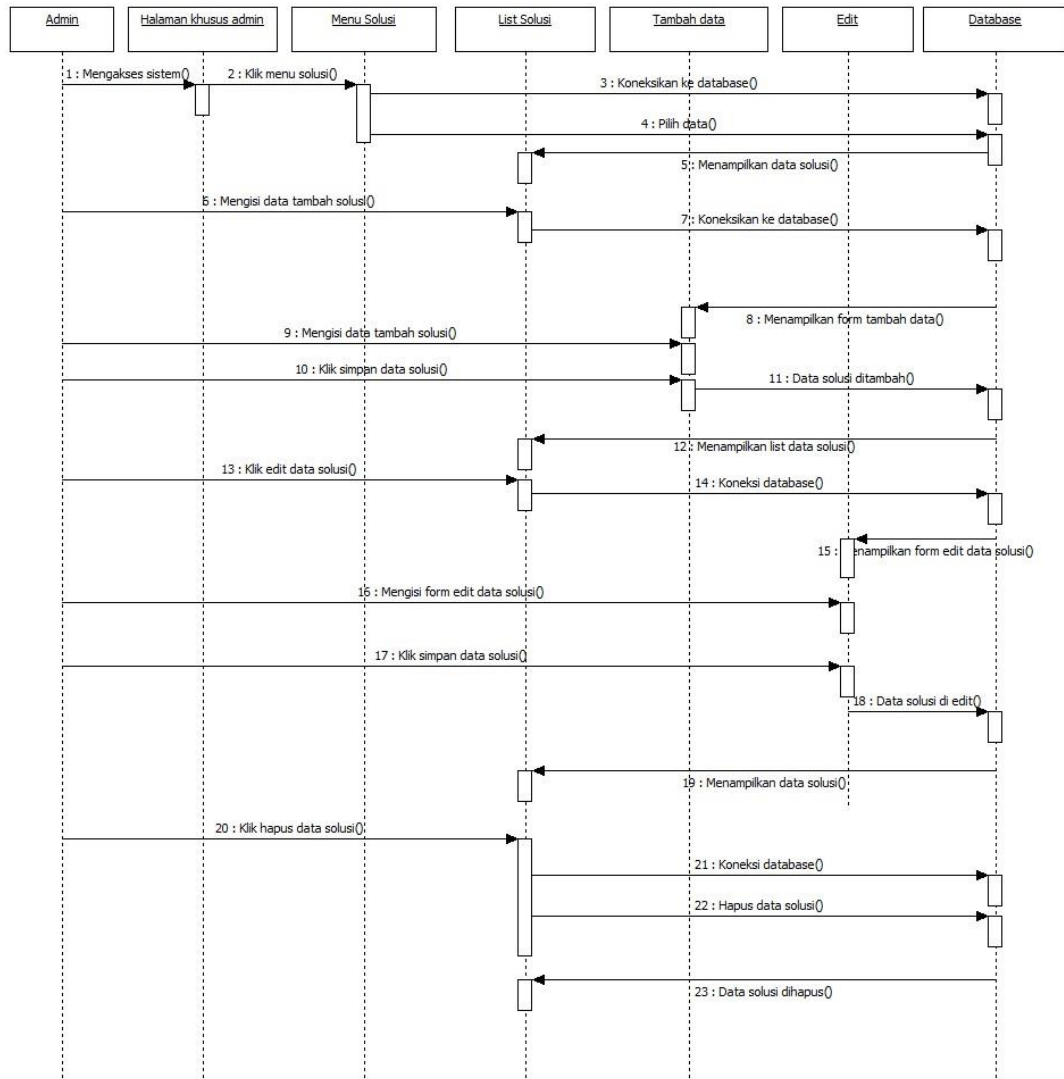 Admin
Halaman khusus admin
Menu Solusi
List Solusi
Tambah data
Edit
Database
1 : Mengakses sistem()
2 : Klik menu solusi()
3 : Koneksikan ke database()
4 : Pilih data()
5 : Menampilkan data solusi()
6 : Mengisi data tambah solusi()
7 : Koneksikan ke database()
8 : Menampilkan form tambah data()
9 : Mengisi data tambah solusi()
10 : Klik simpan data solusi()
11 : Data solusi ditambah()
12 : Menampilkan list data solusi()
13 : Klik edit data solusi()
14 : Koneksi database()
15 : enampilkan form edit data solusi()
16 : Mengisi form edit data solusi()
17 : Klik simpan data solusi()
18 : Data solusi di edit()
19 : Menampilkan data solusi()
20 : Klik hapus data solusi()
21 : Koneksi database()
22 : Hapus data solusi()
23 : Data solusi dihapus()